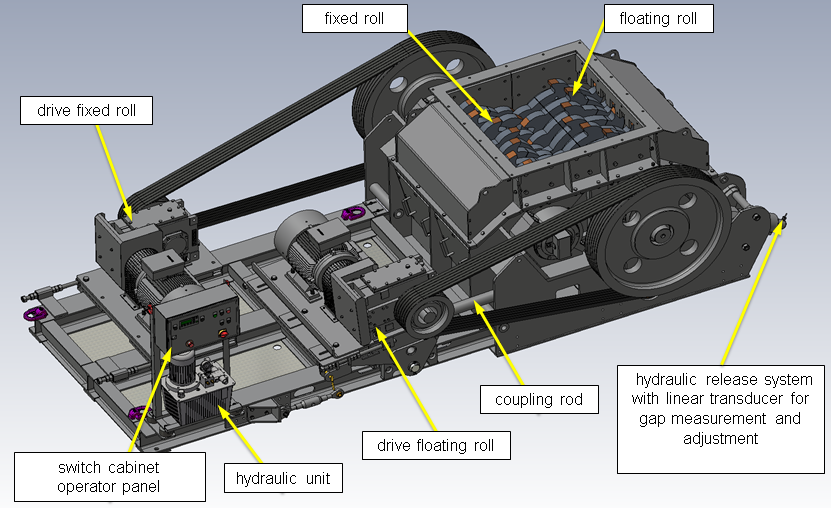 fixed roll
floating roll
drive fixed roll
coupling rod
hydraulic release system
with linear transducer for
gap measurement and
adjustment
drive floating roll
switch cabinet
operator panel
hydraulic unit